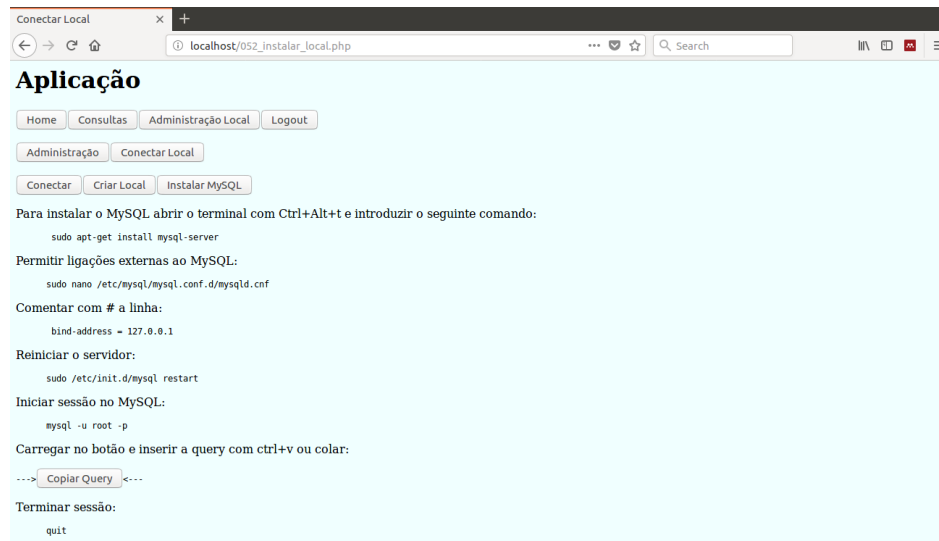 Conectar Local
localhost/052_instalar_local.php
Search
Aplicação
Home Consultas Administração Local Logout
Administração Conectar Local
Conectar Criar Local Instalar MySQL
Para instalar o MySQL abrir o terminal com Ctrl+Alt+t e introduzir o seguinte comando:
sudo apt-get install mysql-server
Permitir ligações externas ao MySQL:
sudo nano /etc/mysql/mysql.conf.d/mysqld.cnf
Comentar com # a linha:
bind-address = 127.0.0.1
Reiniciar o servidor:
sudo /etc/init.d/mysql restart
Iniciar sessão no MySQL:
mysql -u root -p
Carregar no botão e inserir a query com ctrl+v ou colar:
---> Copiar Query <---
Terminar sessão:
quit